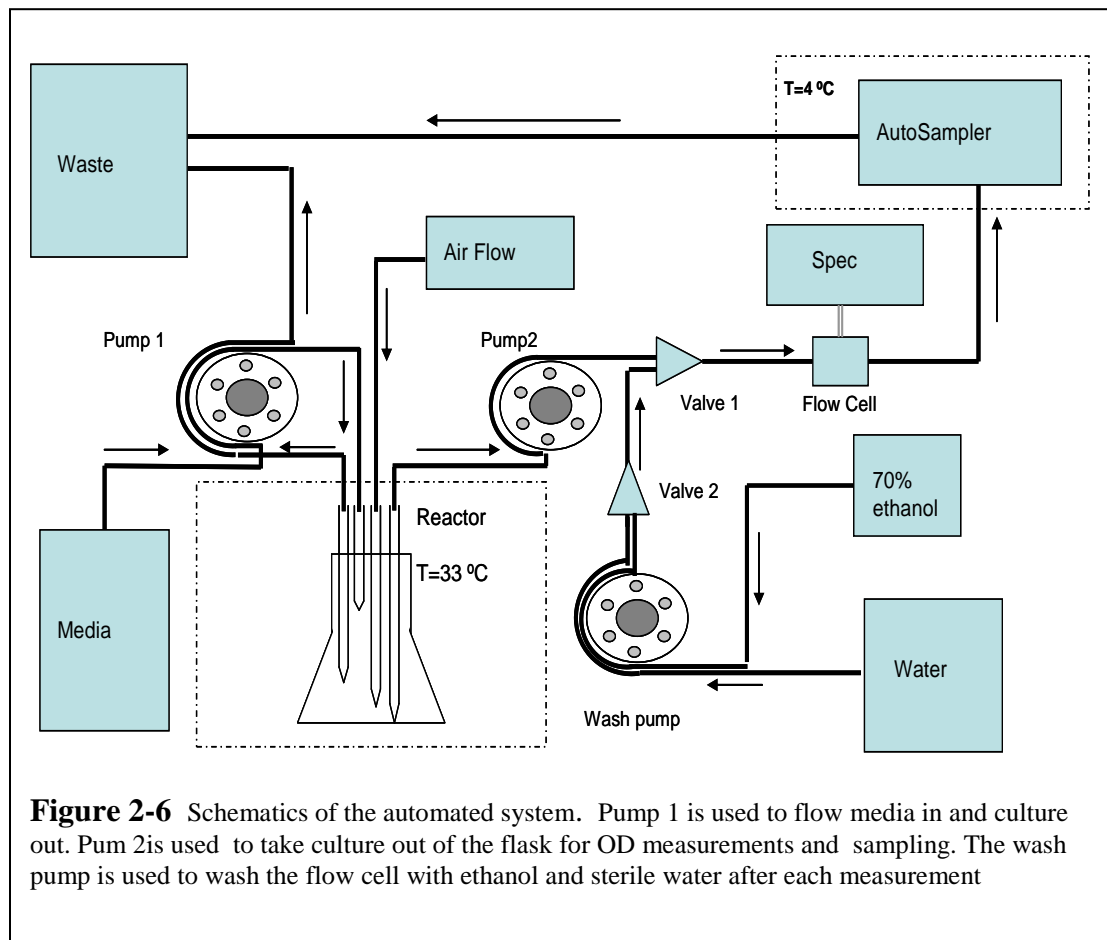 T=4 ⁰C
AutoSampler
Waste
Air Flow
Spec
Pump 1
Pump2
Valve 1
Flow Cell
70%
ethanol
Valve 2
Reactor
T=33 ⁰C
Media
Water
Wash pump
Figure 2-6 Schematics of the automated system. Pump 1 is used to flow media in and culture
out. Pum 2is used to take culture out of the flask for OD measurements and sampling. The wash
pump is used to wash the flow cell with ethanol and sterile water after each measurement